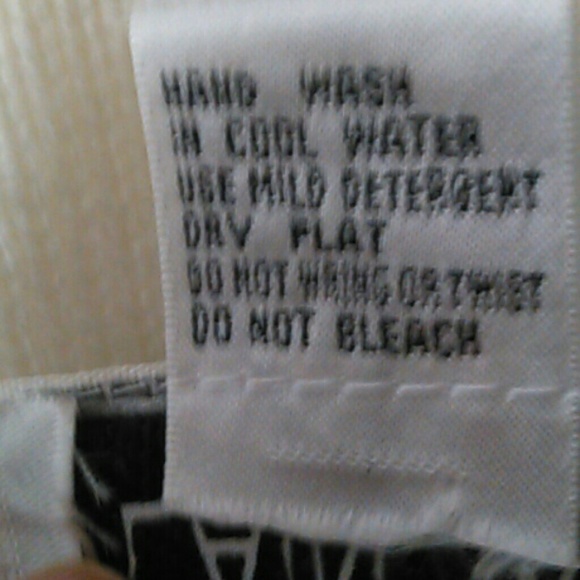 HAND WASH
IN COOL WATER
USE MILD DETERGENT
DRY FLAT
DO NOT WRING OR TWIST
DO NOT BLEACH